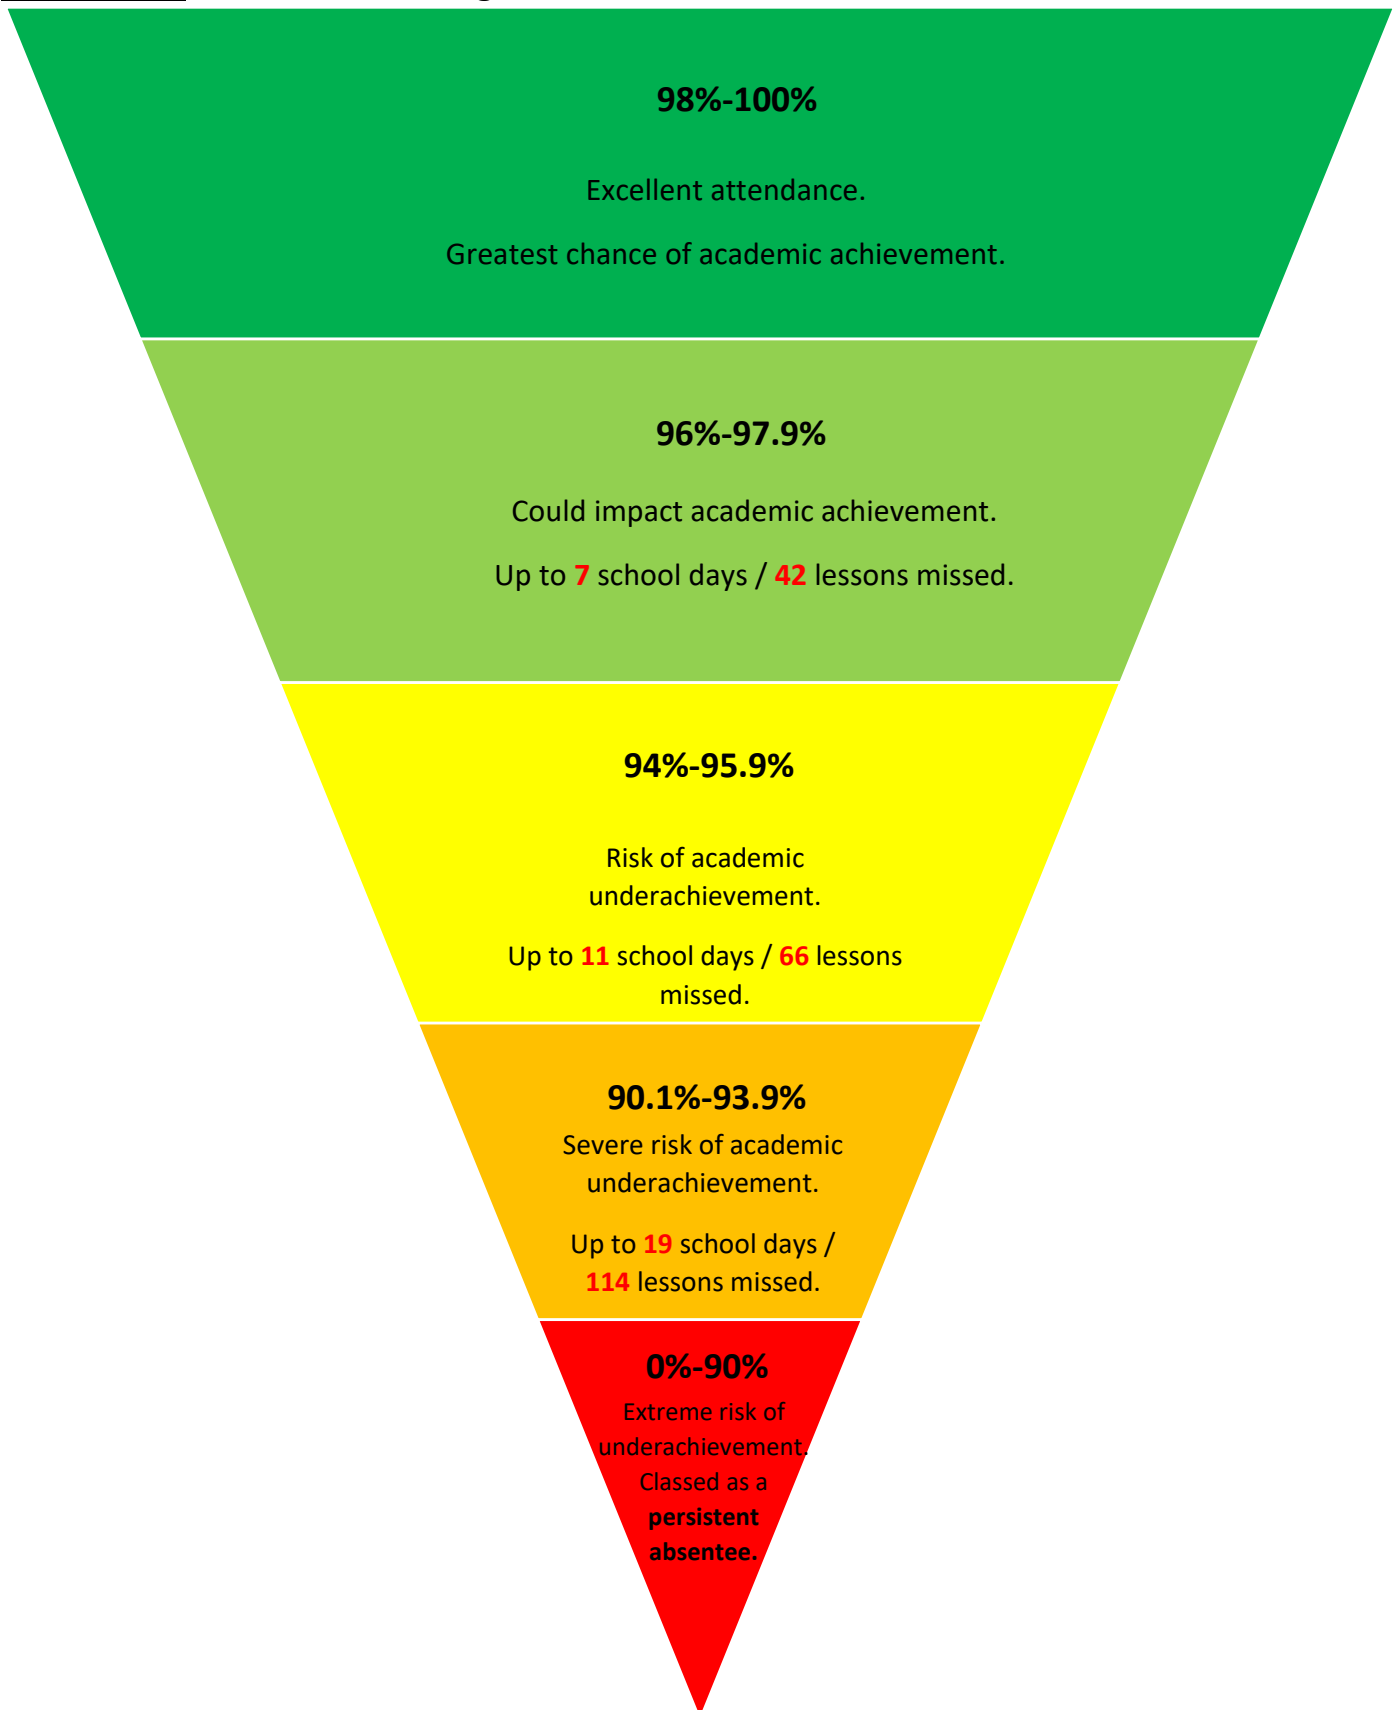 98%-100%
Excellent attendance.
Greatest chance of academic achievement.
96%-97.9%
Could impact academic achievement.
Up to 7 school days / 42 lessons missed.
94%-95.9%
Risk of academic
underachievement.
Up to 11 school days / 66 lessons
missed.
90.1%-93.9%
Severe risk of academic
underachievement.
Up to 19 school days /
114 lessons missed.
0%-90%
Extreme risk of
underachievement.
Classed as a
persistent
absentee.